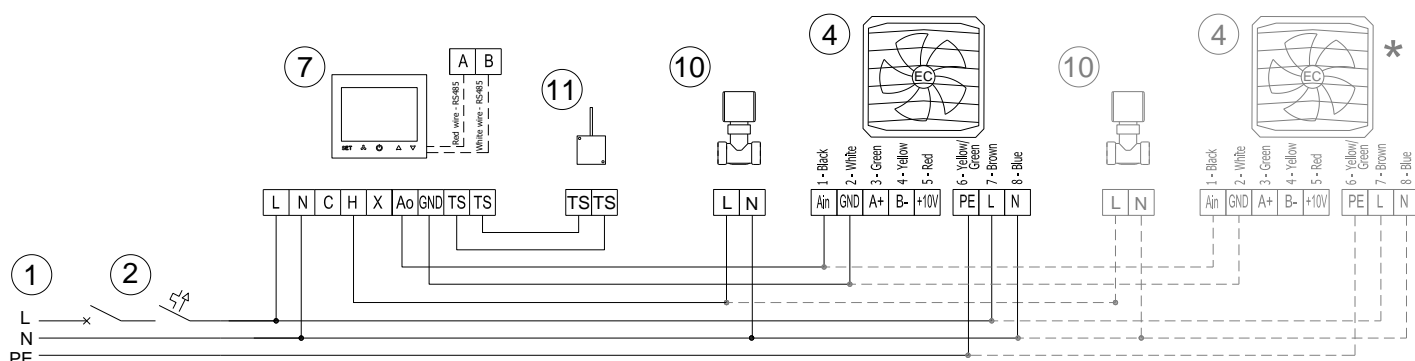 4
4
*
7
A B
10
10
EC
EC
11
Red wire - RS485
White wire - RS485
SET
1 - Black
2 - White
3 - Green
4 - Yellow
5 - Red
6 - Yellow/
Green
7 - Brown
8 - Blue
1 - Black
2 - White
3 - Green
4 - Yellow
5 - Red
6 - Yellow/
Green
7 - Brown
8 - Blue
L N C H X Ao GND TS TS
TS TS
L N
Ain GND A+ B- +10V PE L N
L N
Ain GND A+ B- +10V PE L N
1
2
L
N
PE